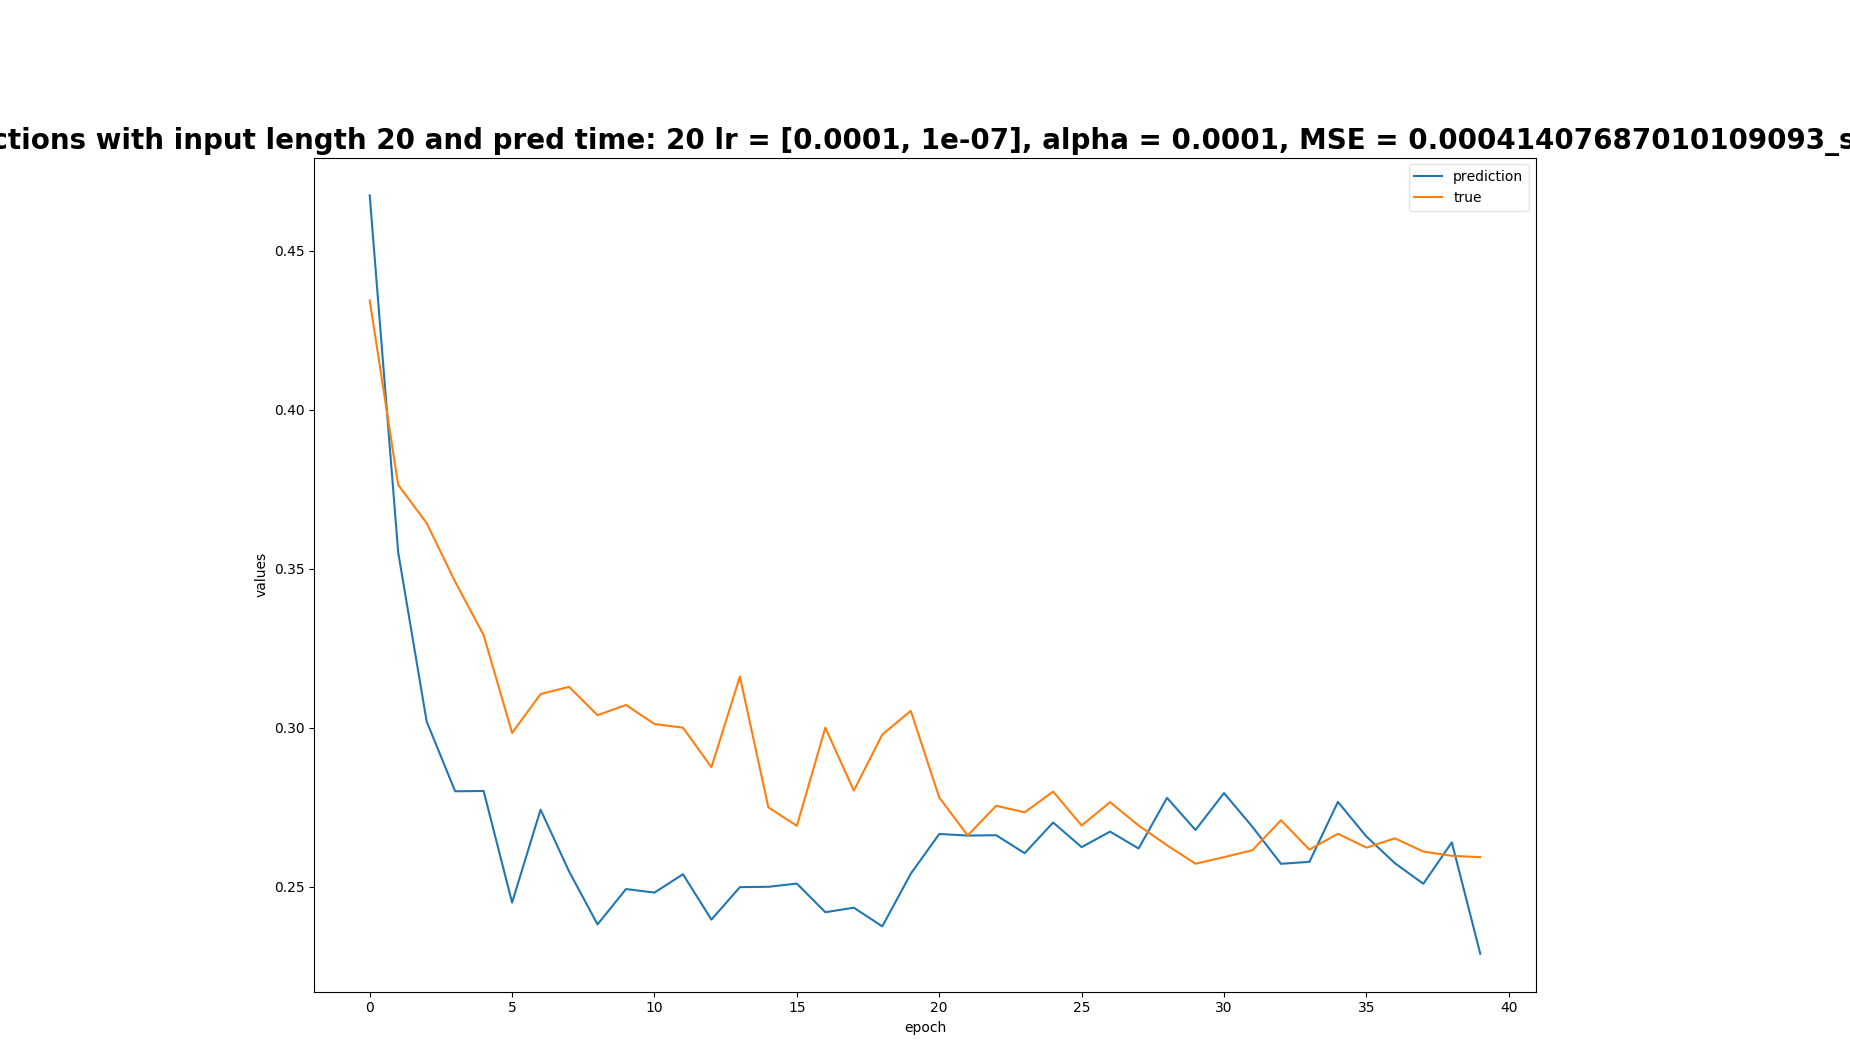 ctions with input length 20 and pred time: 20 lr = [0.0001, 1e-07], alpha = 0.0001, MSE = 0.00041407687010109093_s
prediction
true
0.45
0.40
0.35
0.30
0.25
values
0
5
10
15
20
25
30
35
40
epoch